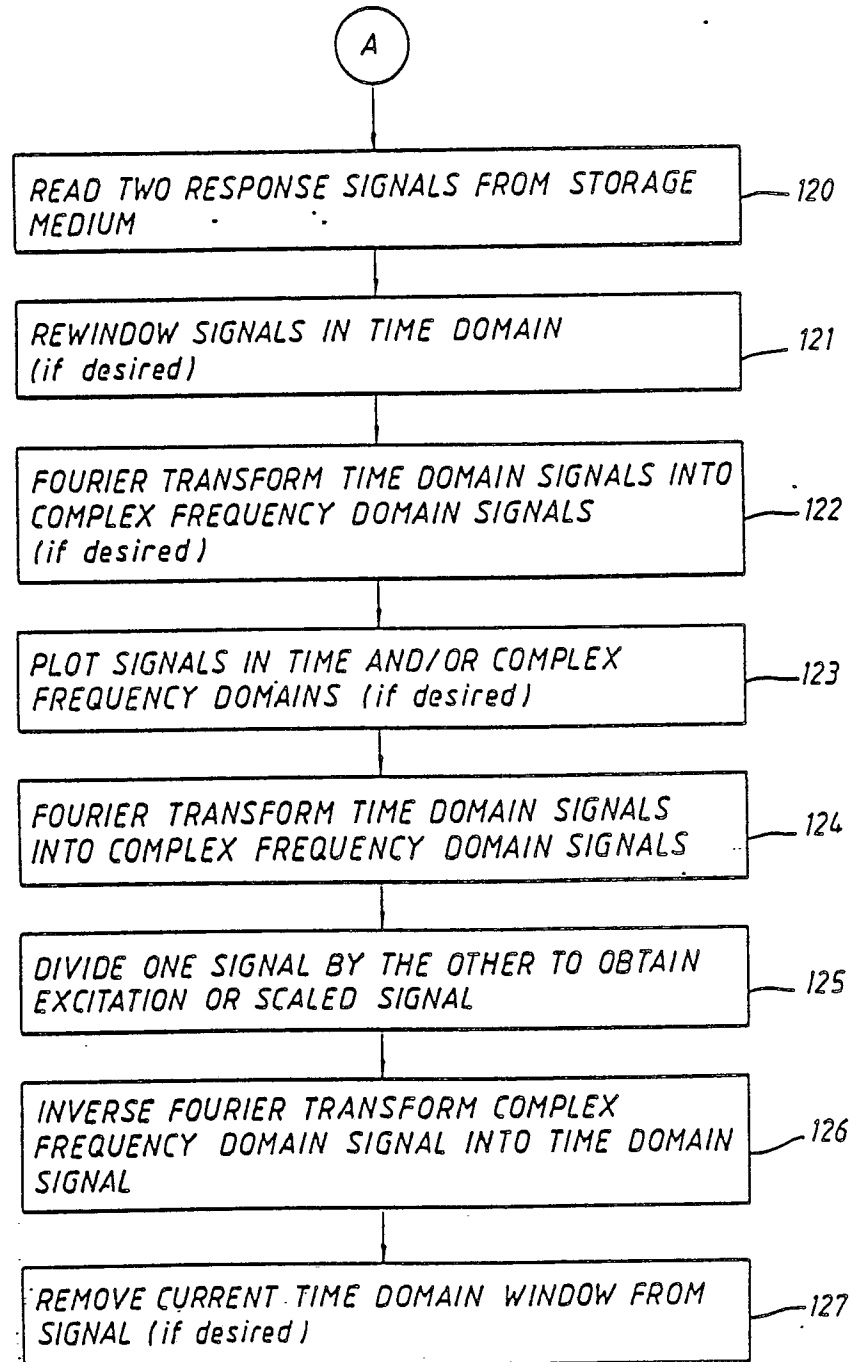 A
READ TWO RESPONSE SIGNALS FROM STORAGE
MEDIUM
120
REWINDOW SIGNALS IN TIME DOMAIN
(if desired)
121
FOURIER TRANSFORM TIME DOMAIN SIGNALS INTO
COMPLEX FREQUENCY DOMAIN SIGNALS
(if desired)
122
PLOT SIGNALS IN TIME AND/OR COMPLEX
FREQUENCY DOMAINS (if desired)
123
FOURIER TRANSFORM TIME DOMAIN SIGNALS
INTO COMPLEX FREQUENCY DOMAIN SIGNALS
124
DIVIDE ONE SIGNAL BY THE OTHER TO OBTAIN
EXCITATION OR SCALED SIGNAL
125
INVERSE FOURIER TRANSFORM COMPLEX
FREQUENCY DOMAIN SIGNAL INTO TIME DOMAIN
SIGNAL
126
REMOVE CURRENT TIME DOMAIN WINDOW FROM
SIGNAL (if desired)
127